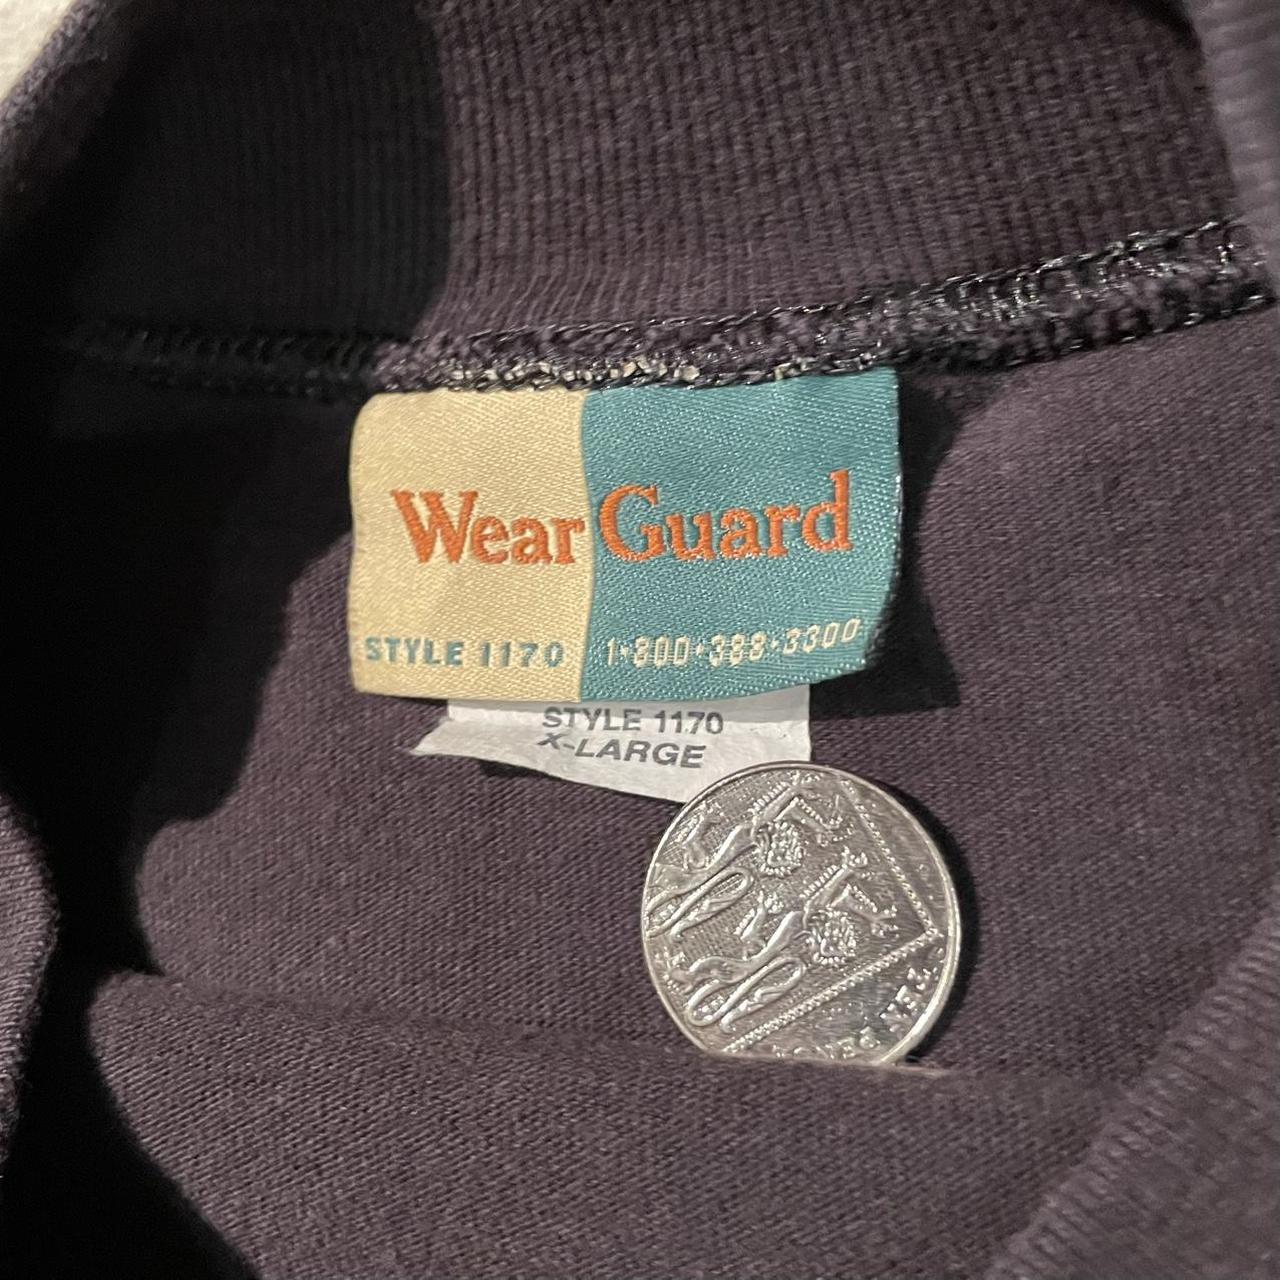 Wear Guard
STYLE 1170 1-800-388-3300
STYLE 1170
X-LARGE
TEN PENCE